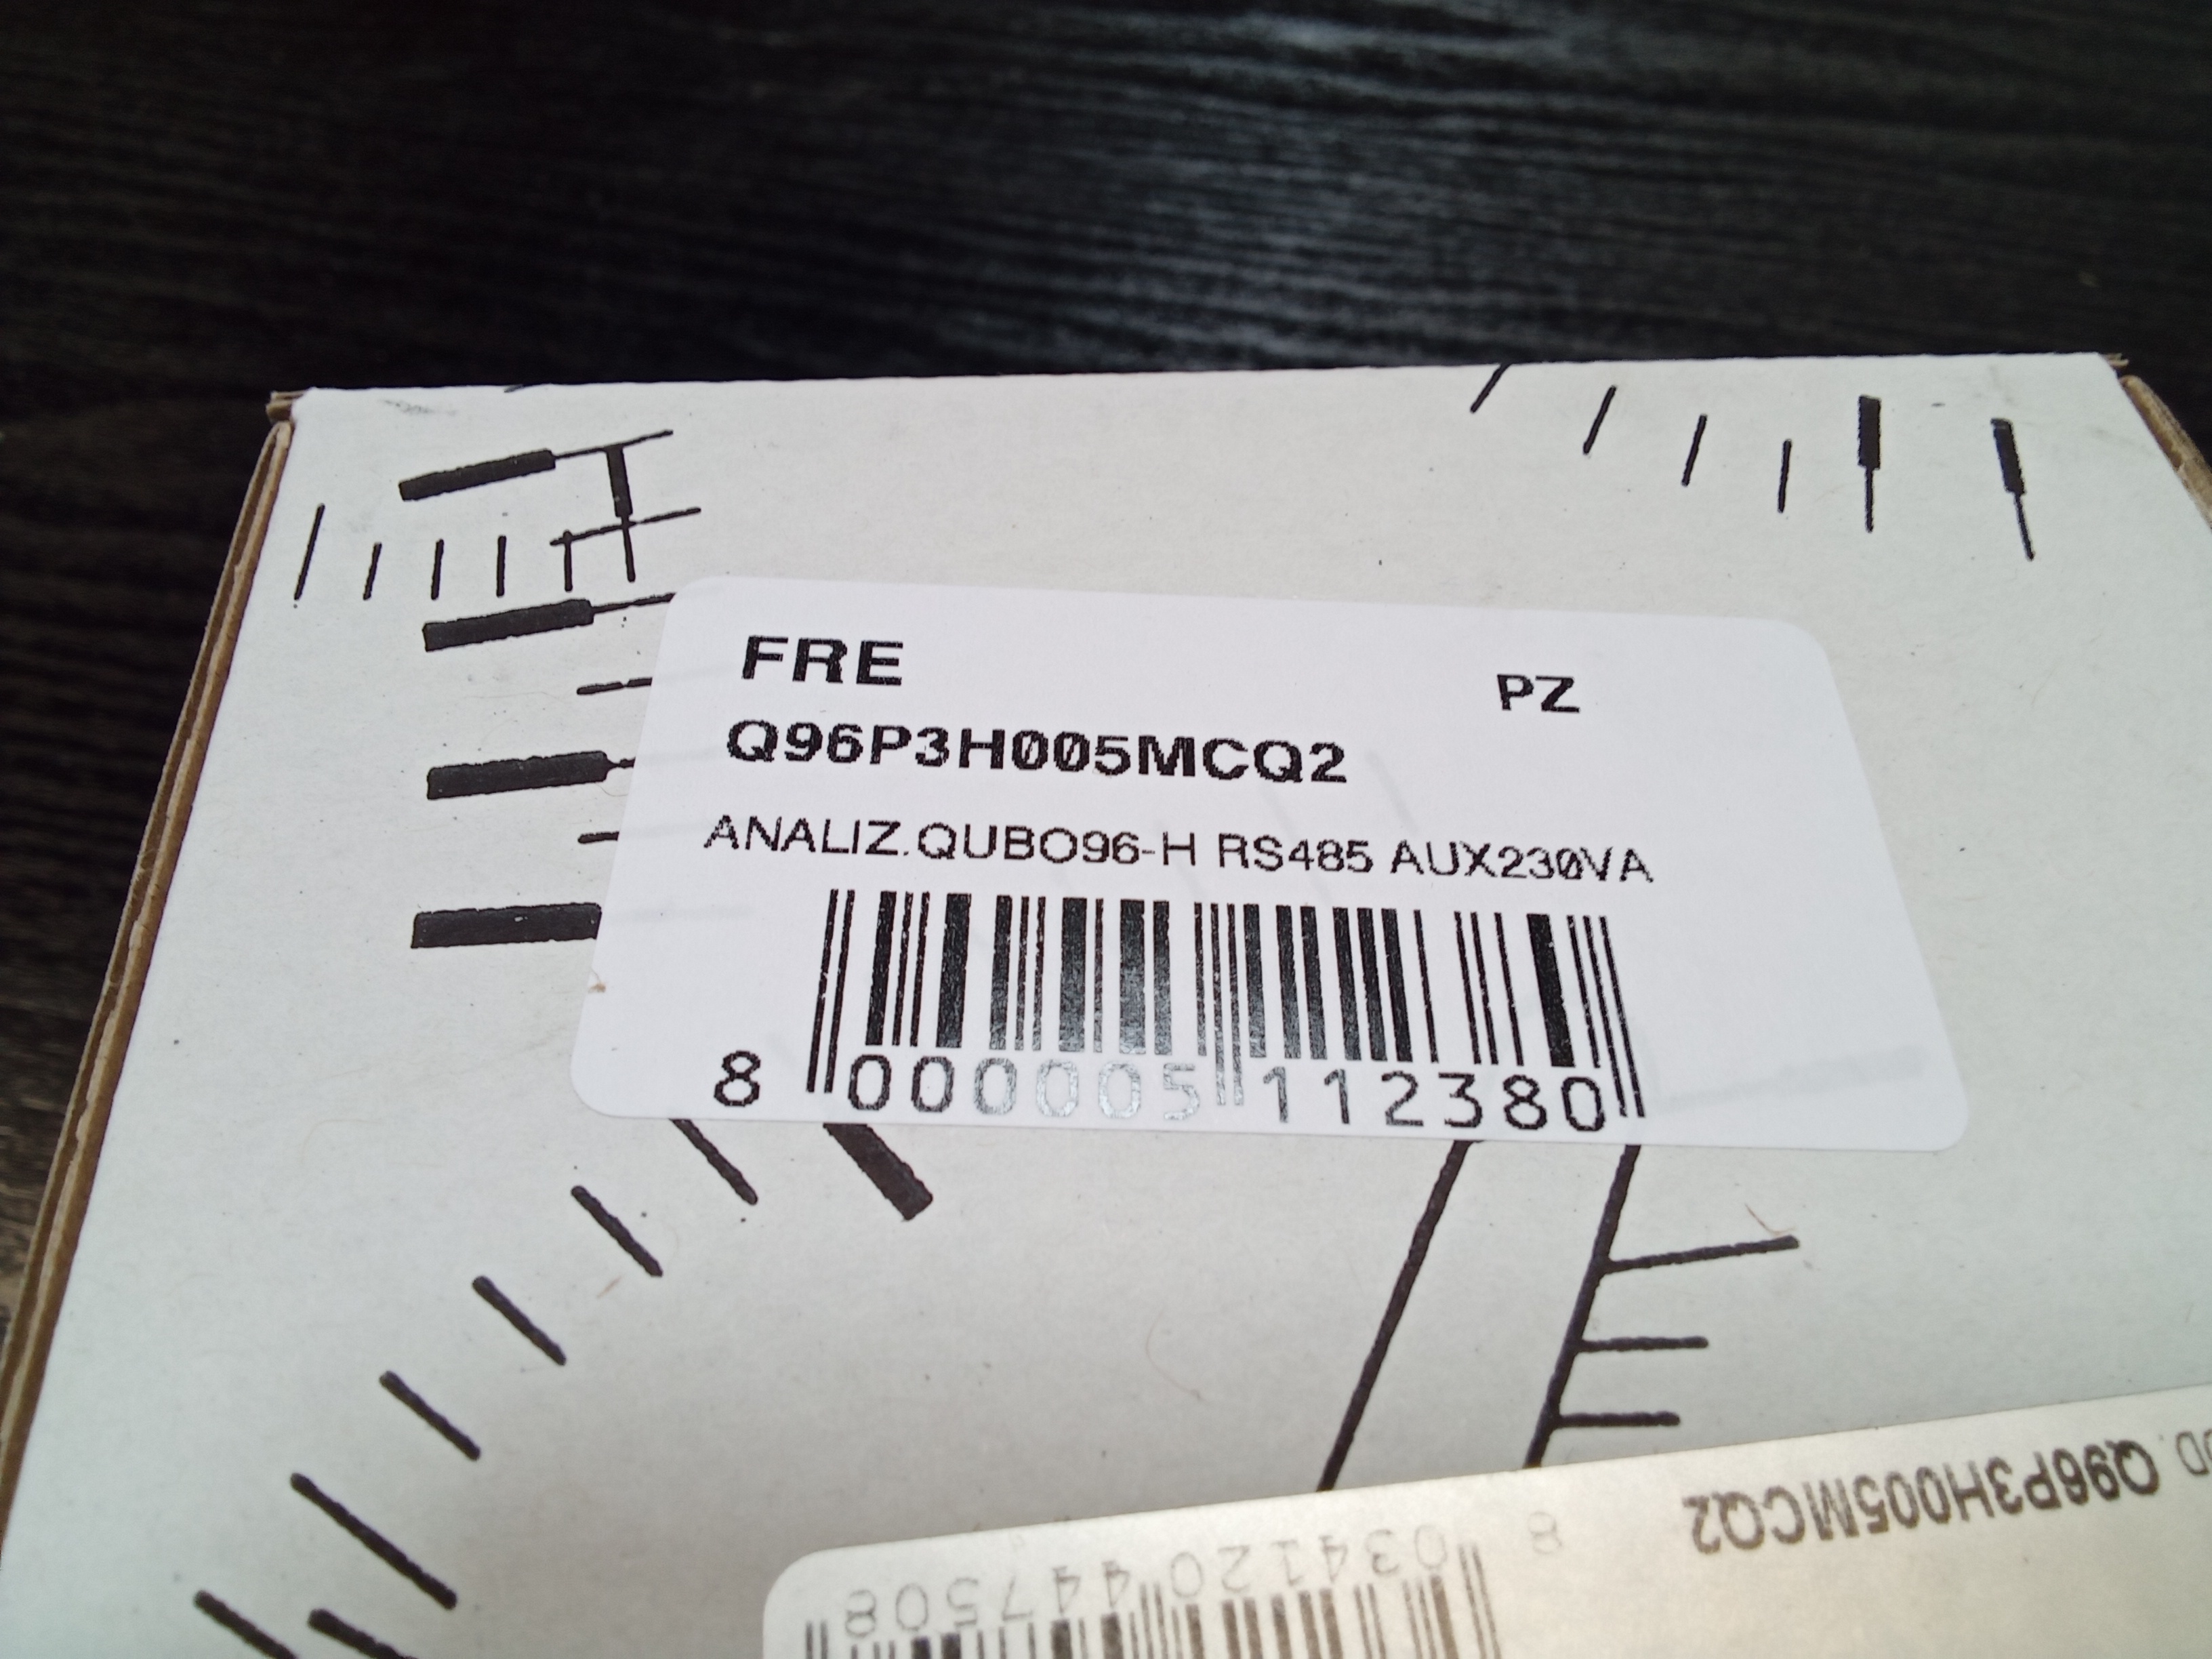 FRE PZ
Q96P3H005MCQ2
ANALIZ.QUBO96-H RS485 AUX230VA
8 000005 112380
Q96P3H005MCQ2
8 034120 447508